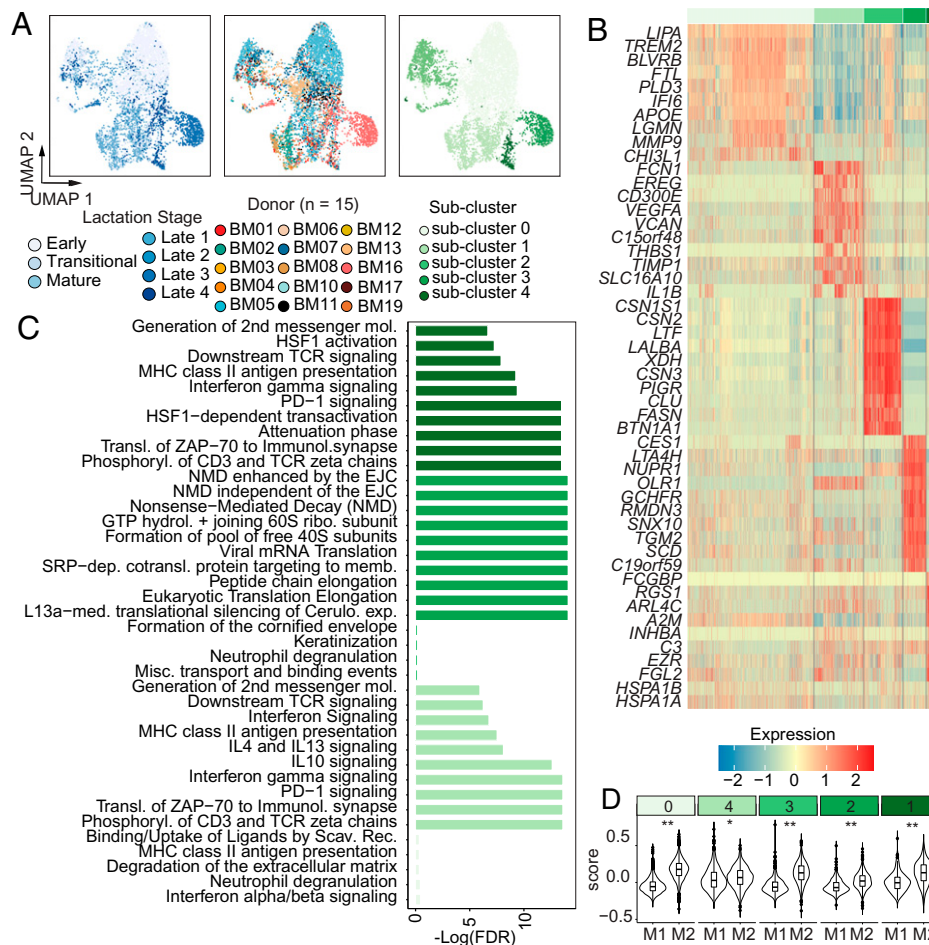 A
UMAP 2
UMAP 1
Lactation Stage
Early
Transitional
Mature
Late 1
Late 2
Late 3
Late 4
Donor (n = 15)
BM01
BM02
BM03
BM04
BM05
BM06
BM07
BM08
BM10
BM11
BM12
BM13
BM16
BM17
BM19
Sub-cluster
sub-cluster 0
sub-cluster 1
sub-cluster 2
sub-cluster 3
sub-cluster 4
B
LIPA
TREM2
BLVRB
FTL
PLD3
IFI6
APOE
LGMN
MMP9
CHI3L1
FCN1
EREG
CD300E
VEGFA
VCAN
C15orf48
THBS1
TIMP1
SLC16A10
IL1B
CSN1S1
CSN2
LTF
LALBA
XDH
CSN3
PIGR
CLU
FASN
BTN1A1
CES1
LTA4H
NUPR1
OLR1
GCHFR
RMDN3
SNX10
TGM2
SCD
C19orf59
FCGBP
RGS1
ARL4C
A2M
INHBA
C3
EZR
FGL2
HSPA1B
HSPA1A
Expression
−2 −1 0 1 2
C
Generation of 2nd messenger mol.
HSF1 activation
Downstream TCR signaling
MHC class II antigen presentation
Interferon gamma signaling
PD−1 signaling
HSF1−dependent transactivation
Attenuation phase
Transl. of ZAP−70 to Immunol.synapse
Phosphoryl. of CD3 and TCR zeta chains
NMD enhanced by the EJC
NMD independent of the EJC
Nonsense−Mediated Decay (NMD)
GTP hydrol. + joining 60S ribo. subunit
Formation of pool of free 40S subunits
Viral mRNA Translation
SRP−dep. cotransl. protein targeting to memb.
Peptide chain elongation
Eukaryotic Translation Elongation
L13a−med. translational silencing of Cerulo. exp.
Formation of the cornified envelope
Keratinization
Neutrophil degranulation
Misc. transport and binding events
Generation of 2nd messenger mol.
Downstream TCR signaling
Interferon Signaling
MHC class II antigen presentation
IL4 and IL13 signaling
IL10 signaling
Interferon gamma signaling
PD−1 signaling
Transl. of ZAP−70 to Immunol. synapse
Phosphoryl. of CD3 and TCR zeta chains
Binding/Uptake of Ligands by Scav. Rec.
MHC class II antigen presentation
Degradation of the extracellular matrix
Neutrophil degranulation
Interferon alpha/beta signaling
0 5 10
-Log(FDR)
D
0 4 3 2 1
** * ** ** **
score
0.5
0.0
−0.5
M1 M2 M1 M2 M1 M2 M1 M2 M1 M2